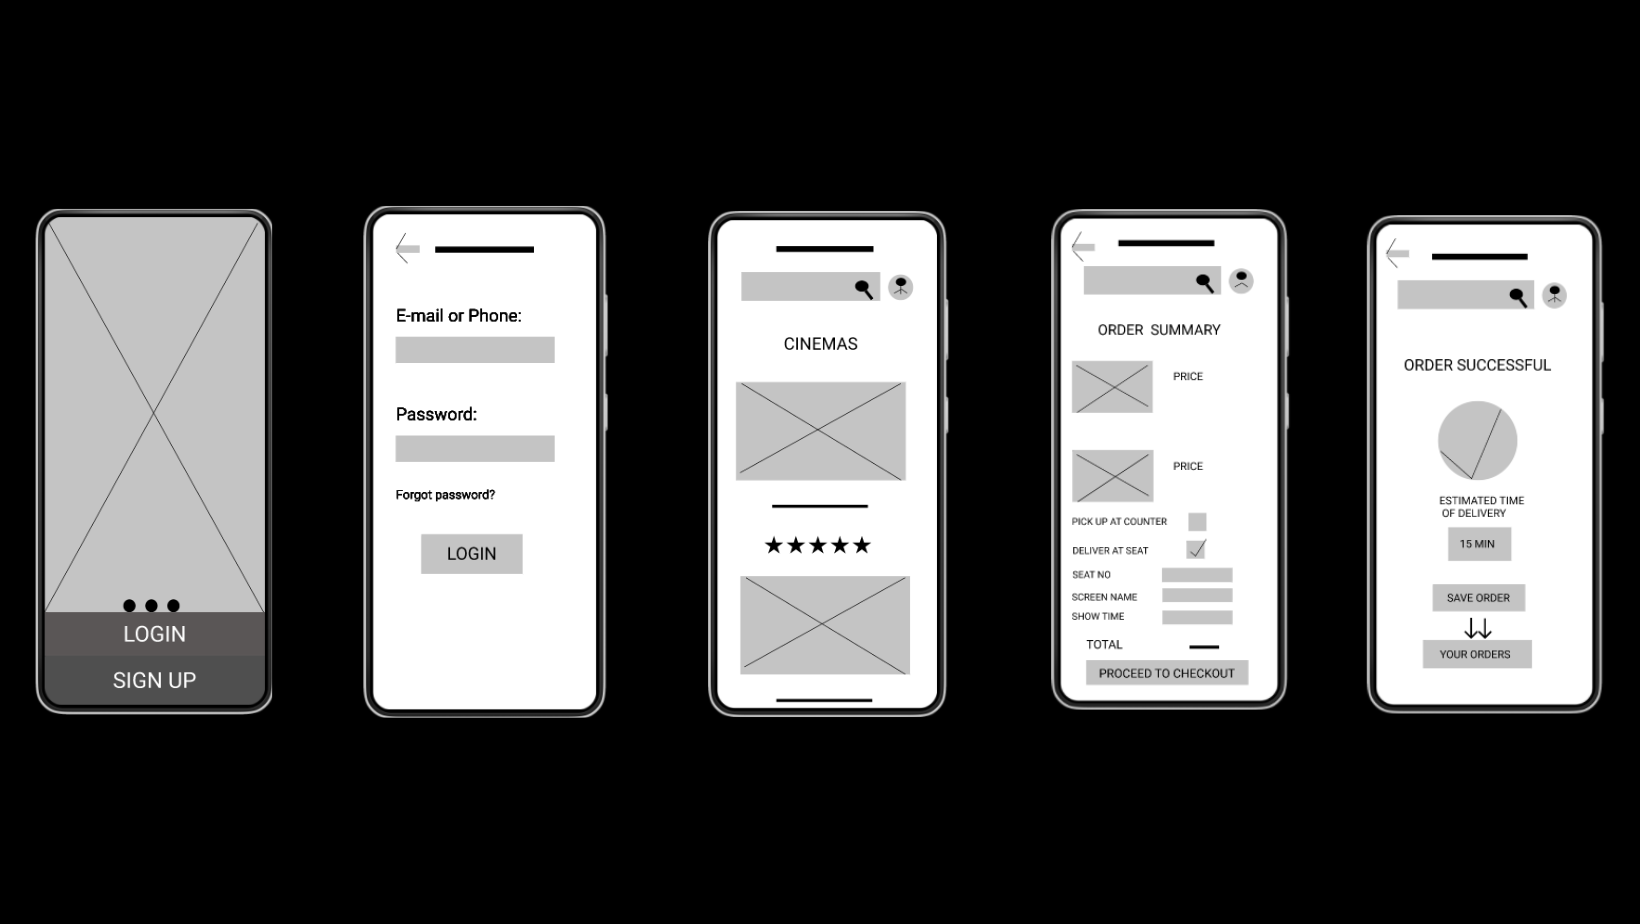 LOGIN
SIGN UP
E-mail or Phone:
Password:
Forgot password?
LOGIN
CINEMAS
ORDER SUMMARY
PRICE
PRICE
PICK UP AT COUNTER
DELIVER AT SEAT
SEAT NO
SCREEN NAME
SHOW TIME
TOTAL
PROCEED TO CHECKOUT
ORDER SUCCESSFUL
ESTIMATED TIME
OF DELIVERY
15 MIN
SAVE ORDER
YOUR ORDERS